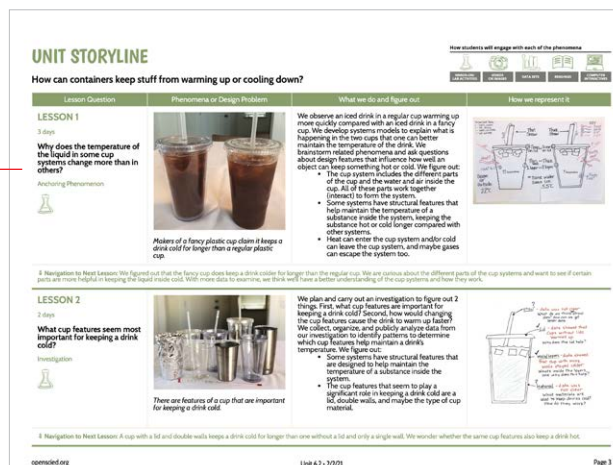 UNIT STORYLINE
How students will engage with each of the phenomena
How can containers keep stuff from warming up or cooling down?
Lesson Question
Phenomena or Design Problem
What we do and figure out
How we represent it
LESSON 1
3 days
Why does the temperature of
the liquid in some cup
systems change more than in
others?
Anchoring Phenomenon
Makers of a fancy plastic cup claim it keeps a
drink cold for longer than a regular plastic
cup.
We observe an iced drink in a regular cup warming up
more quickly compared with an iced drink in a fancy
cup. We develop systems models to explain what is
happening in the two cups that one can better
maintain the temperature of the drink. We
brainstorm related phenomena and ask questions
about design features that influence how well an
object can keep something hot or cold. We figure out:
• The cup system includes the different parts
of the cup and the water and air inside the
cup. All of these parts work together
(interact) to form the system.
• Some systems have structural features that
help maintain the temperature of a
substance inside the system, keeping the
substance hot or cold longer compared with
other systems.
• Heat can enter the cup system and/or cold
can leave the cup system, and maybe gases
can escape the system too.
⇓ Navigation to Next Lesson: We figured out that the fancy cup does keep a drink colder for longer than the regular cup. We are curious about the different parts of the cup systems and want to see if certain
parts are more helpful in keeping the liquid inside cold. With more data to examine, we think we'll have a better understanding of the cup systems and how they work.
LESSON 2
2 days
What cup features seem most
important for keeping a drink
cold?
Investigation
There are features of a cup that are important
for keeping a drink cold.
We plan and carry out an investigation to figure out 2
things. First, what cup features are important for
keeping a drink cold? Second, how would changing
the cup features cause the drink to warm up faster?
We collect, organize, and publicly analyze data from
our investigation to identify patterns to determine
which cup features help maintain a drink's
temperature. We figure out:
• Some systems have structural features that
are designed to help maintain the
temperature of a substance inside the
system.
• The cup features that seem to play a
significant role in keeping a drink cold are a
lid, double walls, and maybe the type of cup
material.
⇓ Navigation to Next Lesson: A cup with a lid and double walls keeps a drink cold for longer than one without a lid and only a single wall. We wonder whether the same cup features also keep a drink hot.
openscied.org
Unit 6.2 • 2/2/21
Page 3